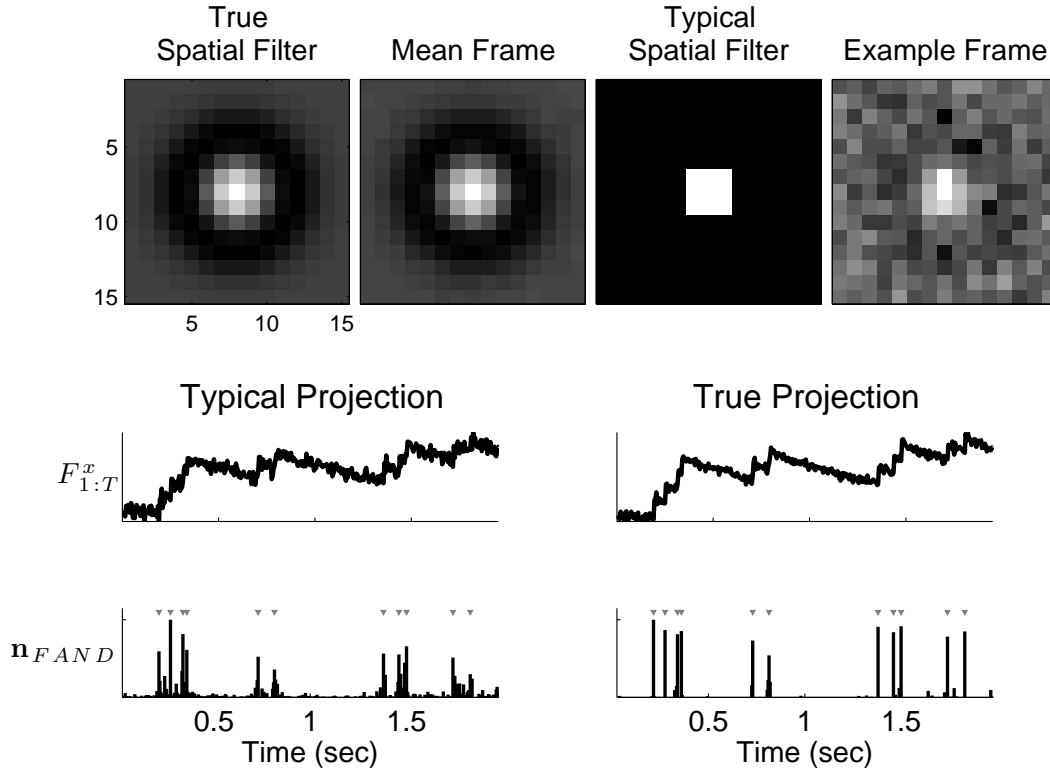 True
Spatial Filter
Mean Frame
Typical
Spatial Filter
Example Frame
5
10
15
5 10 15
Typical Projection
True Projection
F^x_{1:T}
n_{FAND}
0.5 1 1.5
Time (sec)
0.5 1 1.5
Time (sec)